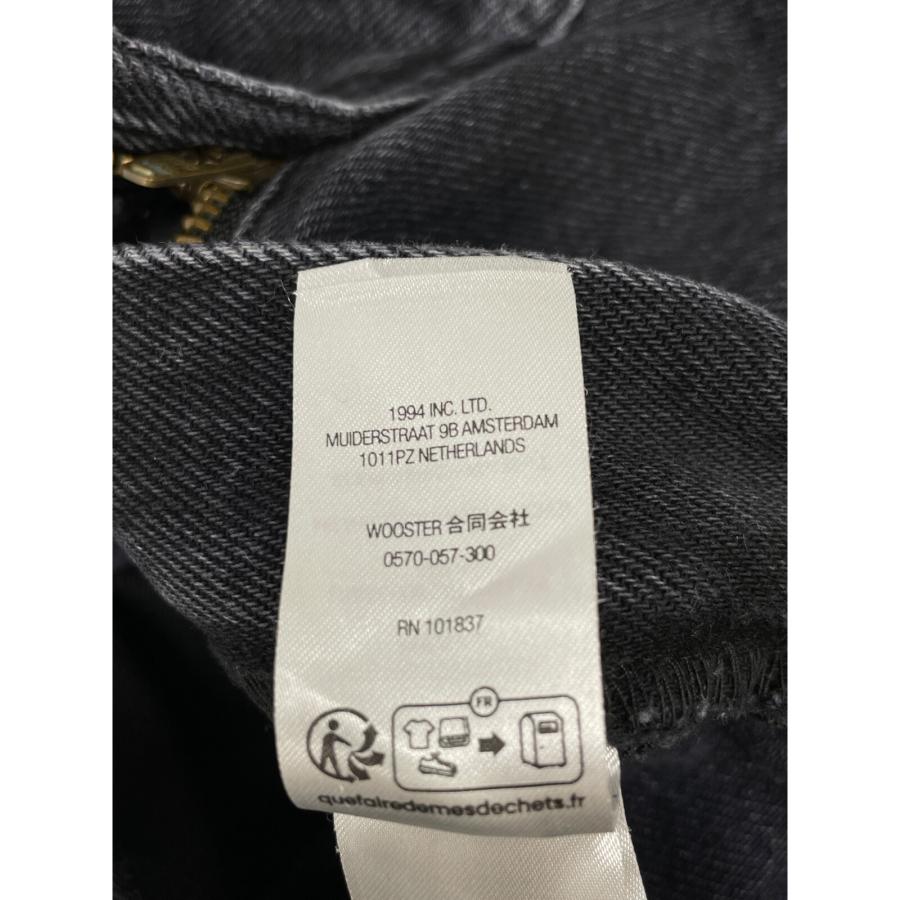 1994 INC. LTD.
MUIDERSTRAAT 9B AMSTERDAM
1011PZ NETHERLANDS
WOOSTER 合同会社
0570-057-300
RN 101837
FR
quefairedemesdechets.fr